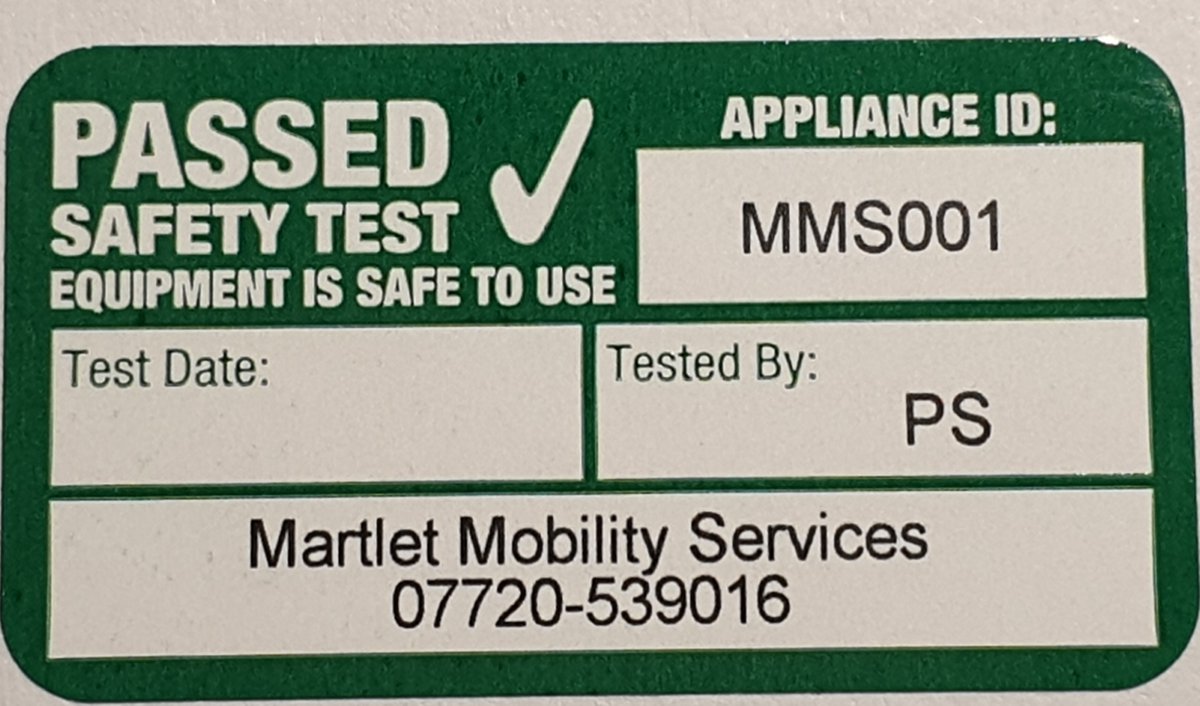 PASSED
SAFETY TEST
EQUIPMENT IS SAFE TO USE
APPLIANCE ID:
MMS001
Test Date:
Tested By:
PS
Martlet Mobility Services
07720-539016